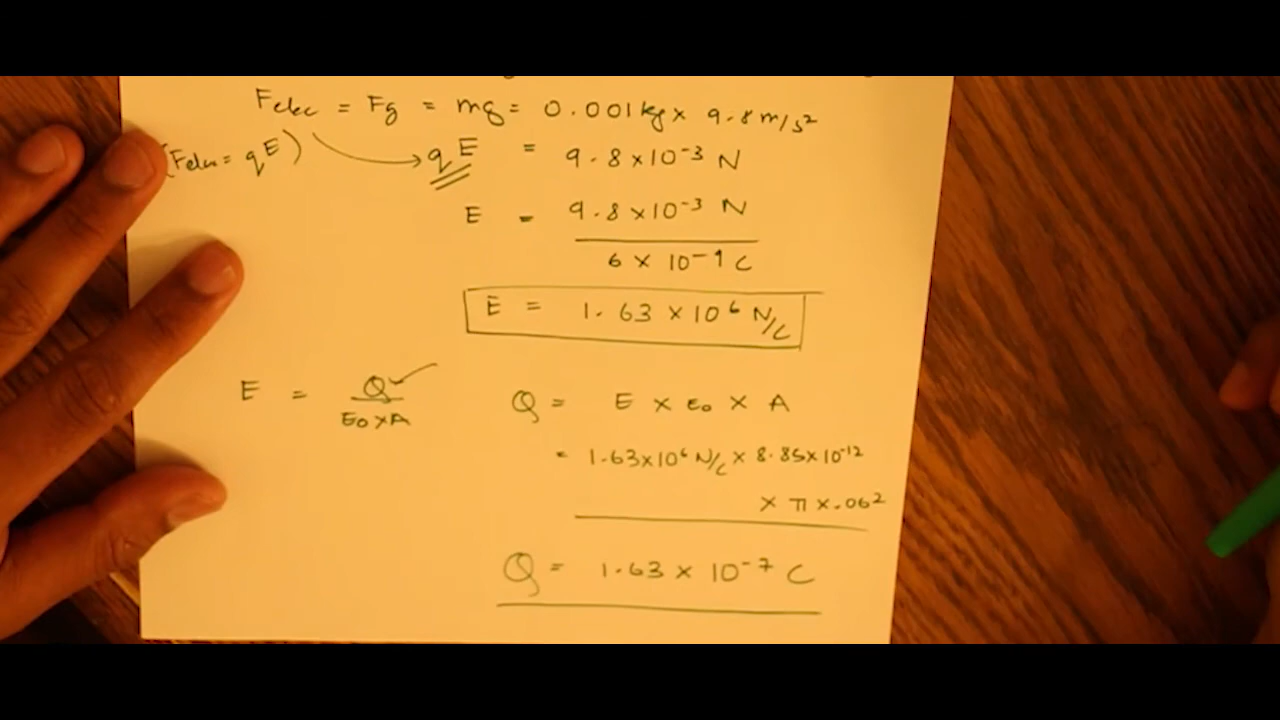 Felec = Fg = mg = 0.001kg × 9.8 m/s²
(Felec = qE) qE = 9.8 × 10⁻³ N
E = 9.8 × 10⁻³ N
6 × 10⁻⁹ C
E = 1.63 × 10⁶ N/C
E = Q Q = E × ε₀ × A
ε₀ × A
= 1.63 × 10⁶ N/C × 8.85 × 10⁻¹²
× π × .06²
Q = 1.63 × 10⁻⁷ C